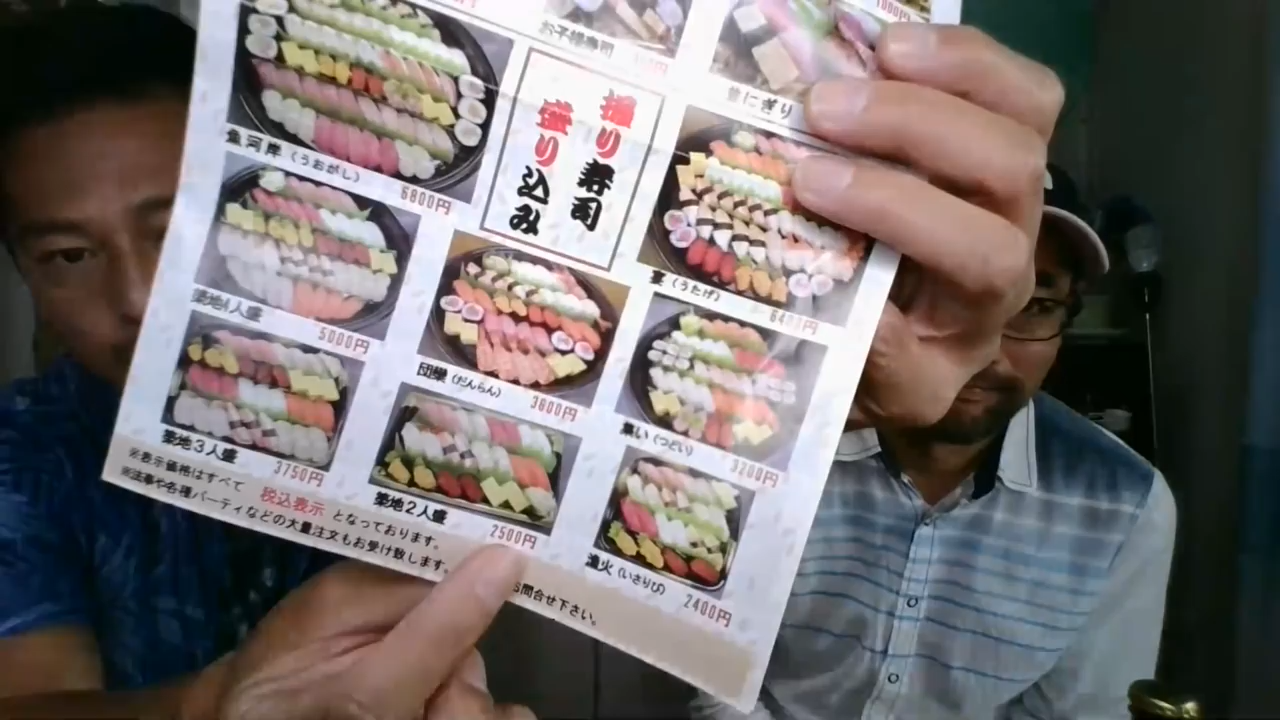 お子様寿司
1000円
昔にぎり
握り寿司
盛り込み
魚河岸（うおがし）
6800円
宴（うたげ）
6400円
築地4人盛
5000円
団欒（だんらん）
3600円
集い（つどい）
3200円
築地3人盛
3750円
築地2人盛
2500円
漁火（いさりび）
2400円
※表示価格はすべて 税込表示 となっております。
※法事や各種パーティなどの大量注文もお受け致します。
お問合せ下さい。